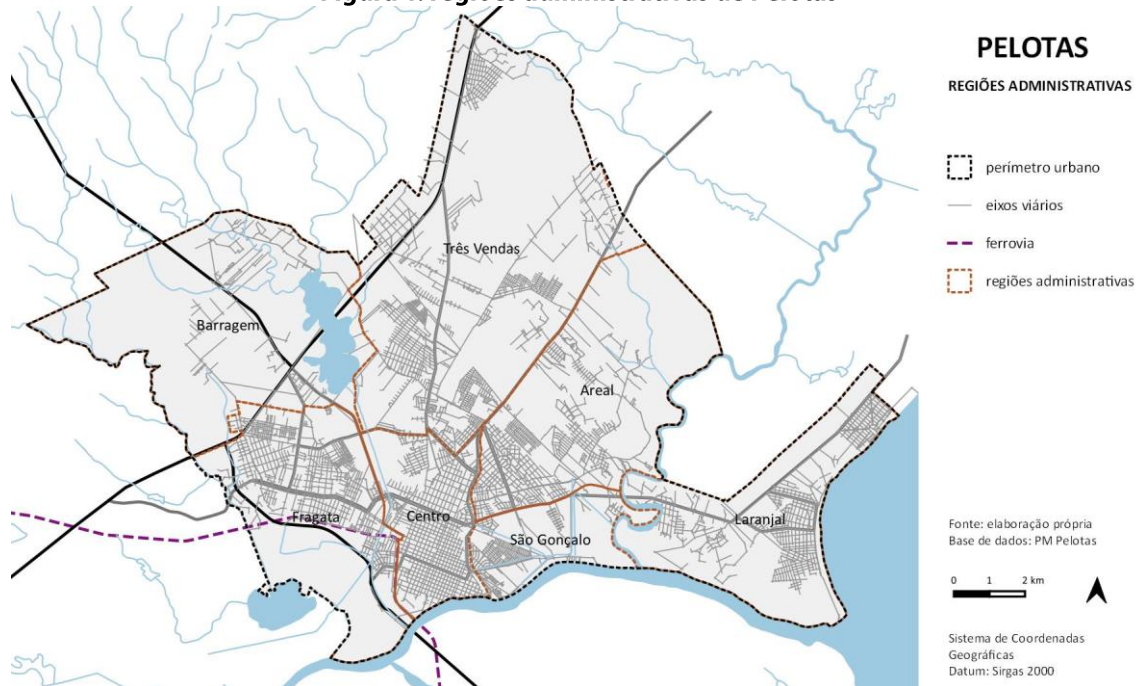 PELOTAS
REGIÕES ADMINISTRATIVAS
perímetro urbano
eixos viários
ferrovia
regiões administrativas
Três Vendas
Barragem
Areal
Fragata
Centro
São Gonçalo
Laranjal
Fonte: elaboração própria
Base de dados: PM Pelotas
0 1 2 km
Sistema de Coordenadas
Geográficas
Datum: Sirgas 2000